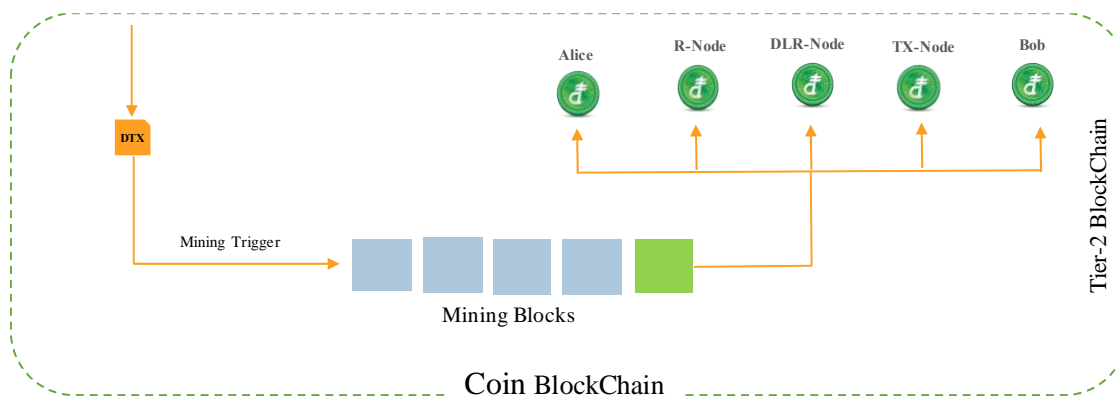 Alice
R-Node
DLR-Node
TX-Node
Bob
DTX
Mining Trigger
Mining Blocks
Tier-2 BlockChain
Coin BlockChain